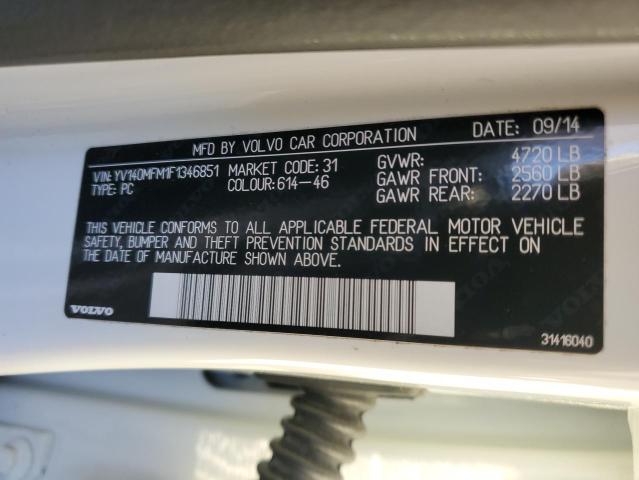 MFD BY VOLVO CAR CORPORATION DATE: 09/14
VIN: YV140MFM1F1346851 MARKET CODE: 31 GVWR: 4720 LB
TYPE: PC COLOUR:614-46 GAWR FRONT: 2560 LB
GAWR REAR: 2270 LB
THIS VEHICLE CONFORMS TO ALL APPLICABLE FEDERAL MOTOR VEHICLE
SAFETY, BUMPER AND THEFT PREVENTION STANDARDS IN EFFECT ON
THE DATE OF MANUFACTURE SHOWN ABOVE.
VOLVO
31416040